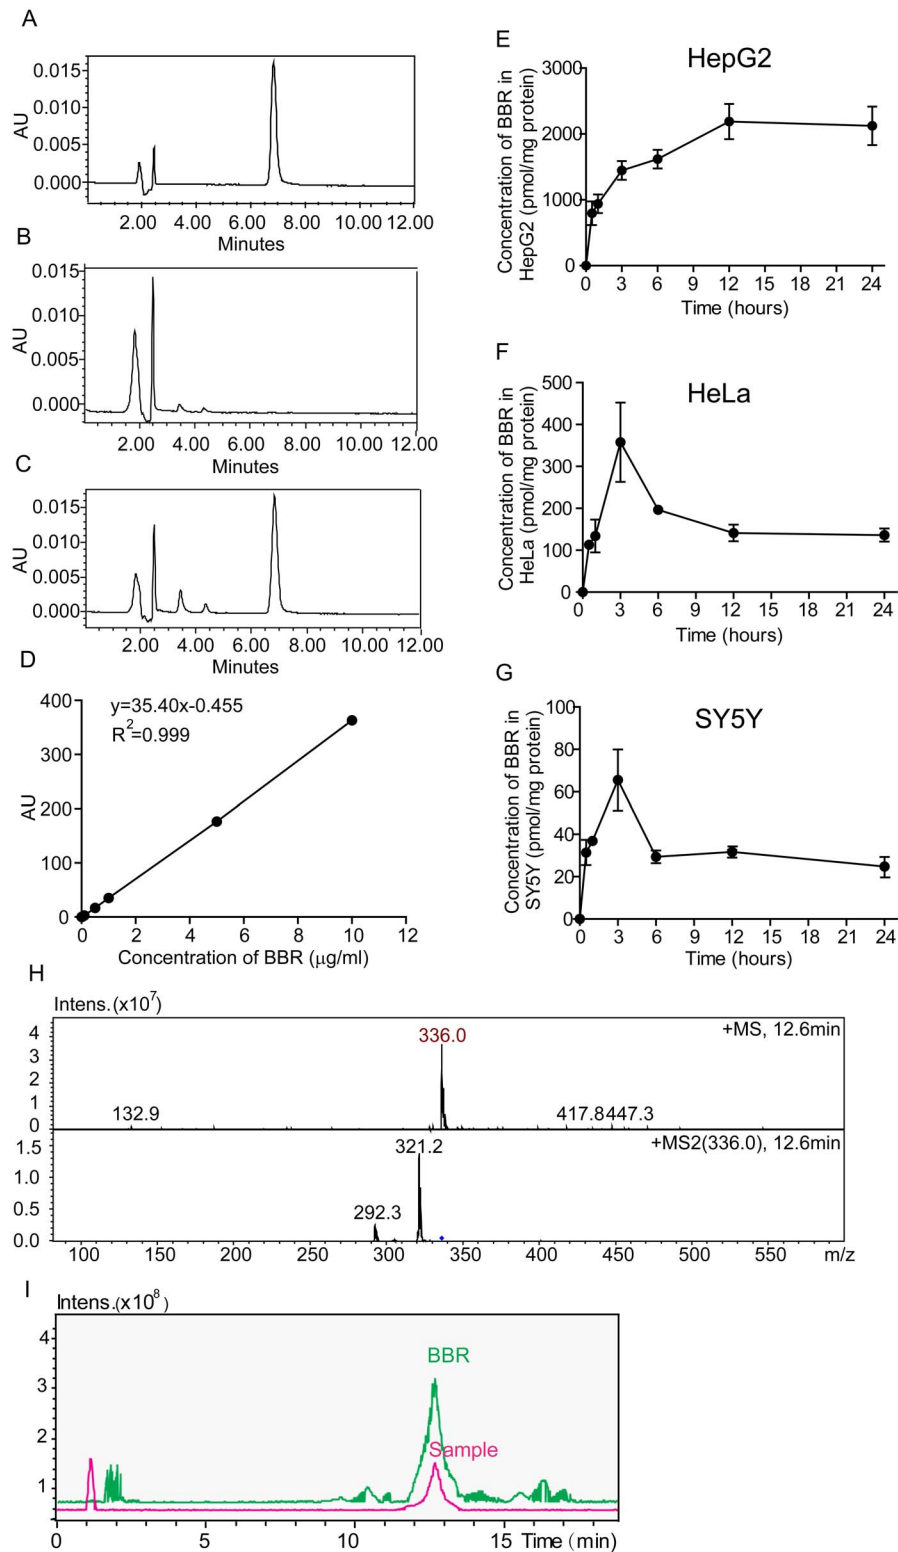 A
AU
0.015
0.010
0.005
0.000
2.00 4.00 6.00 8.00 10.00 12.00
Minutes
B
AU
0.015
0.010
0.005
0.000
2.00 4.00 6.00 8.00 10.00 12.00
Minutes
C
AU
0.015
0.010
0.005
0.000
2.00 4.00 6.00 8.00 10.00 12.00
Minutes
D
y=35.40x-0.455
R2=0.999
AU
400
300
200
100
0
0 2 4 6 8 10 12
Concentration of BBR (μg/ml)
E
HepG2
Concentration of BBR in
HepG2 (pmol/mg protein)
3000
2000
1000
0
0 3 6 9 12 15 18 21 24
Time (hours)
F
HeLa
Concentration of BBR in
HeLa (pmol/mg protein)
500
400
300
200
100
0
0 3 6 9 12 15 18 21 24
Time (hours)
G
SY5Y
Concentration of BBR in
SY5Y (pmol/mg protein)
100
80
60
40
20
0
0 3 6 9 12 15 18 21 24
Time (hours)
H
Intens.(x10^7)
+MS, 12.6min
336.0
4
3
2
1
0
132.9
417.8 447.3
+MS2(336.0), 12.6min
321.2
292.3
1.5
1.0
0.5
0.0
100 150 200 250 300 350 400 450 500 550 m/z
I
Intens.(x10^8)
4
3
2
1
BBR
Sample
0 5 10 15 Time (min)